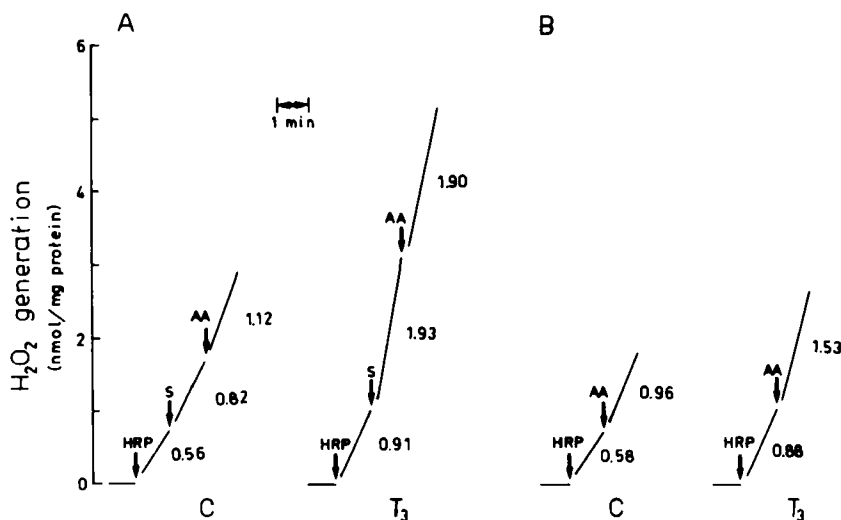 A
B
H₂O₂ generation
(nmol/mg protein)
6
4
2
0
1 min
HRP
0.56
S
0.82
AA
1.12
C
HRP
0.91
S
1.93
AA
1.90
T₃
HRP
0.58
AA
0.96
C
HRP
0.88
AA
1.53
T₃